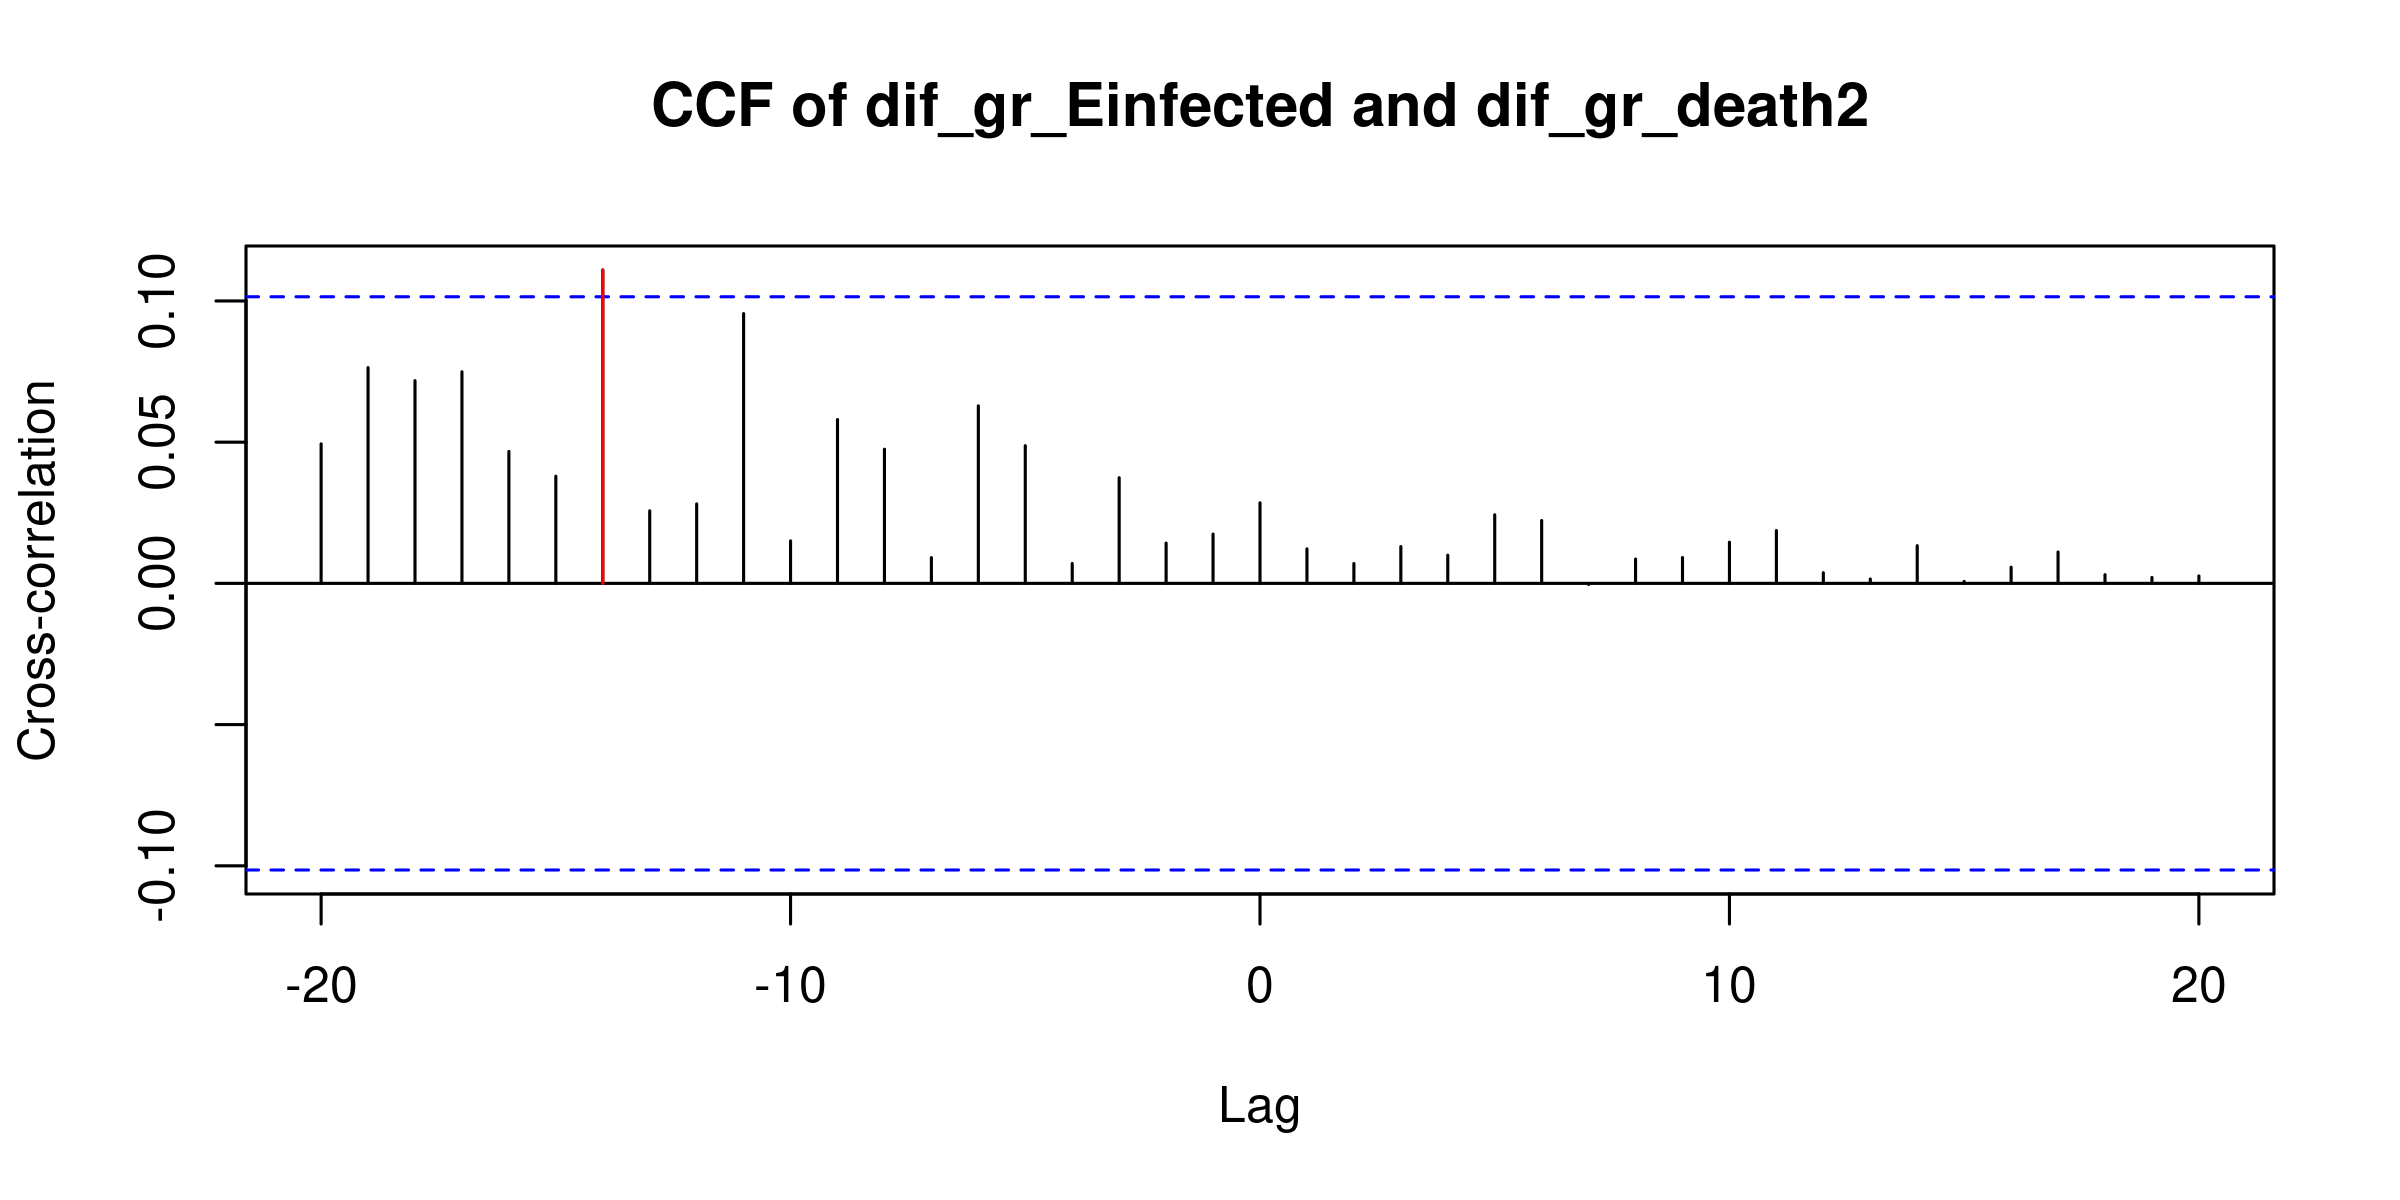 CCF of dif_gr_Einfected and dif_gr_death2
Cross-correlation
0.10
0.05
0.00
-0.10
-20 -10 0 10 20
Lag